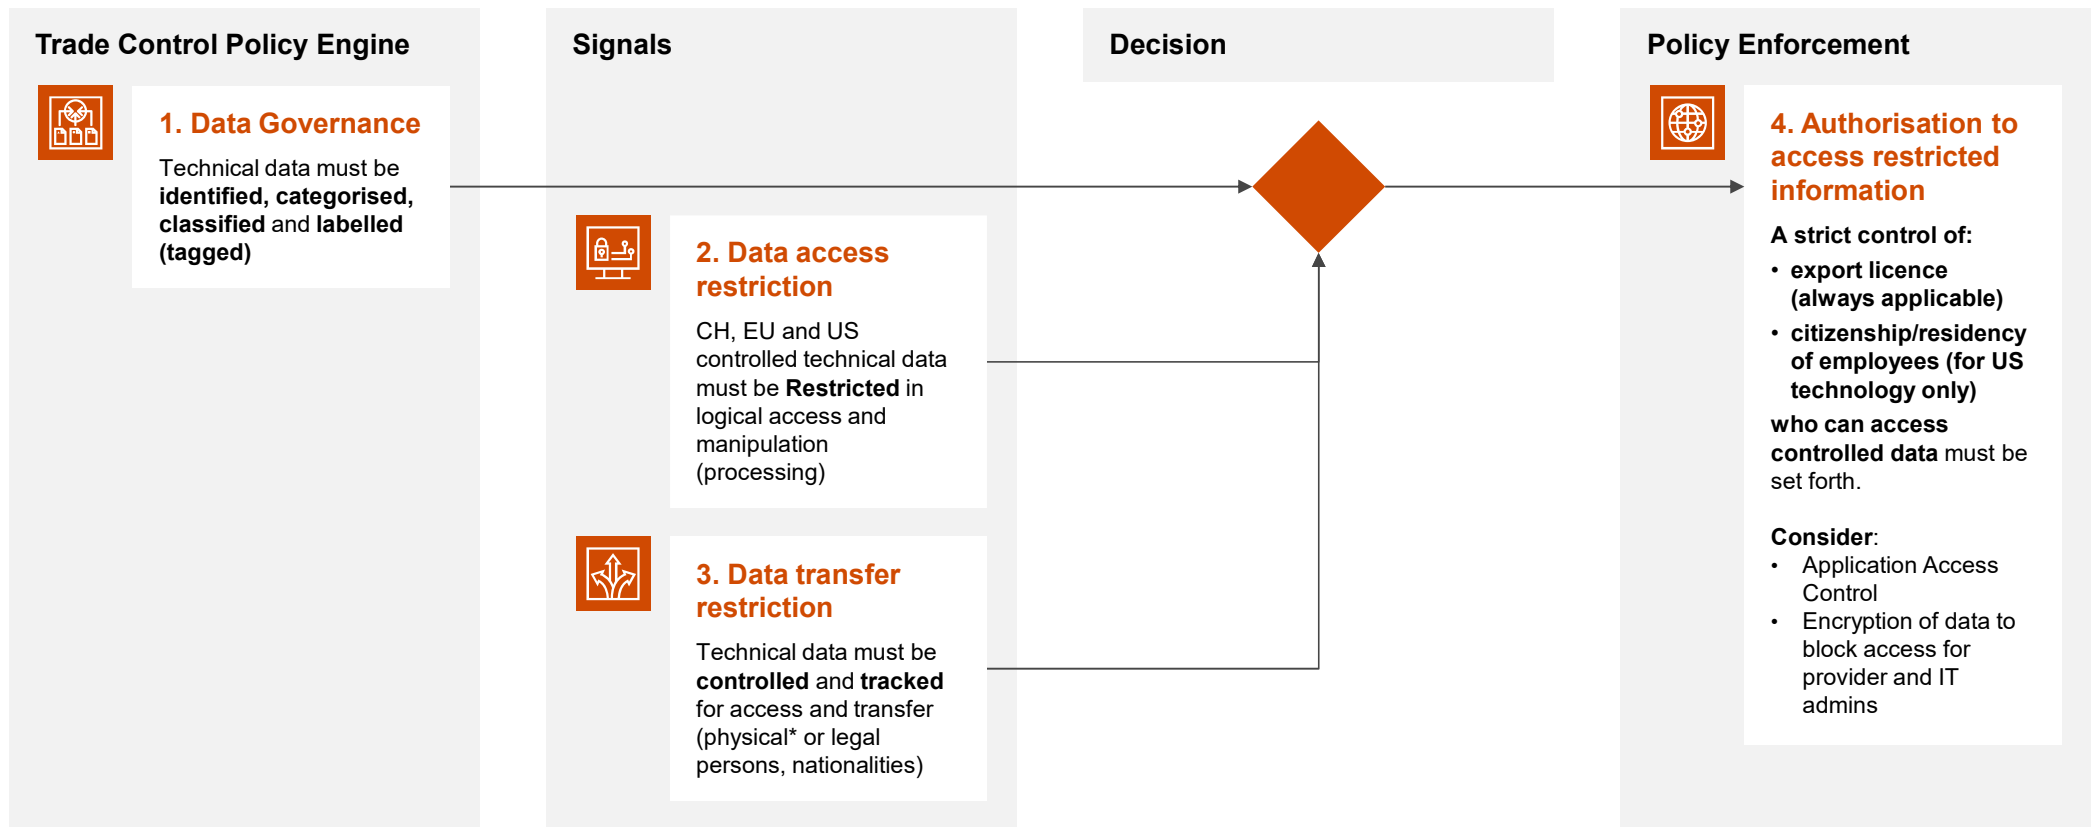 Trade Control Policy Engine
1. Data Governance
Technical data must be
identified, categorised,
classified and labelled
(tagged)
Signals
2. Data access
restriction
CH, EU and US
controlled technical data
must be Restricted in
logical access and
manipulation
(processing)
3. Data transfer
restriction
Technical data must be
controlled and tracked
for access and transfer
(physical* or legal
persons, nationalities)
Decision
Policy Enforcement
4. Authorisation to
access restricted
information
A strict control of:
• export licence
(always applicable)
• citizenship/residency
of employees (for US
technology only)
who can access
controlled data must be
set forth.
Consider:
• Application Access
Control
• Encryption of data to
block access for
provider and IT
admins